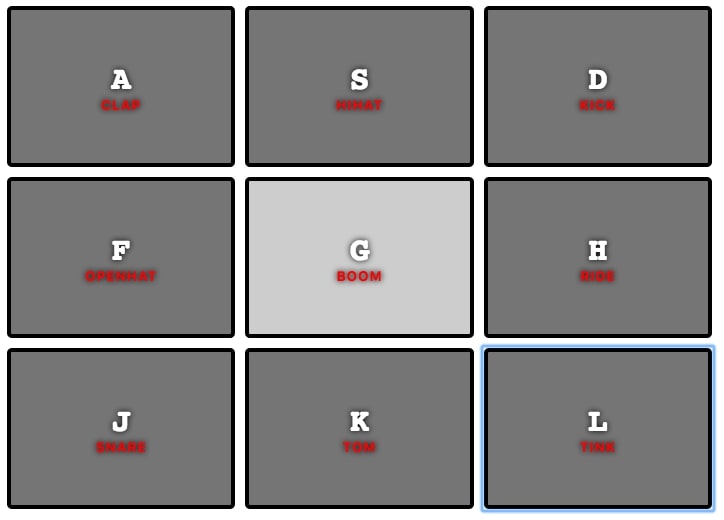 A
CLAP
S
HIHAT
D
KICK
F
OPENHAT
G
BOOM
H
RIDE
J
SNARE
K
TOM
L
TINK